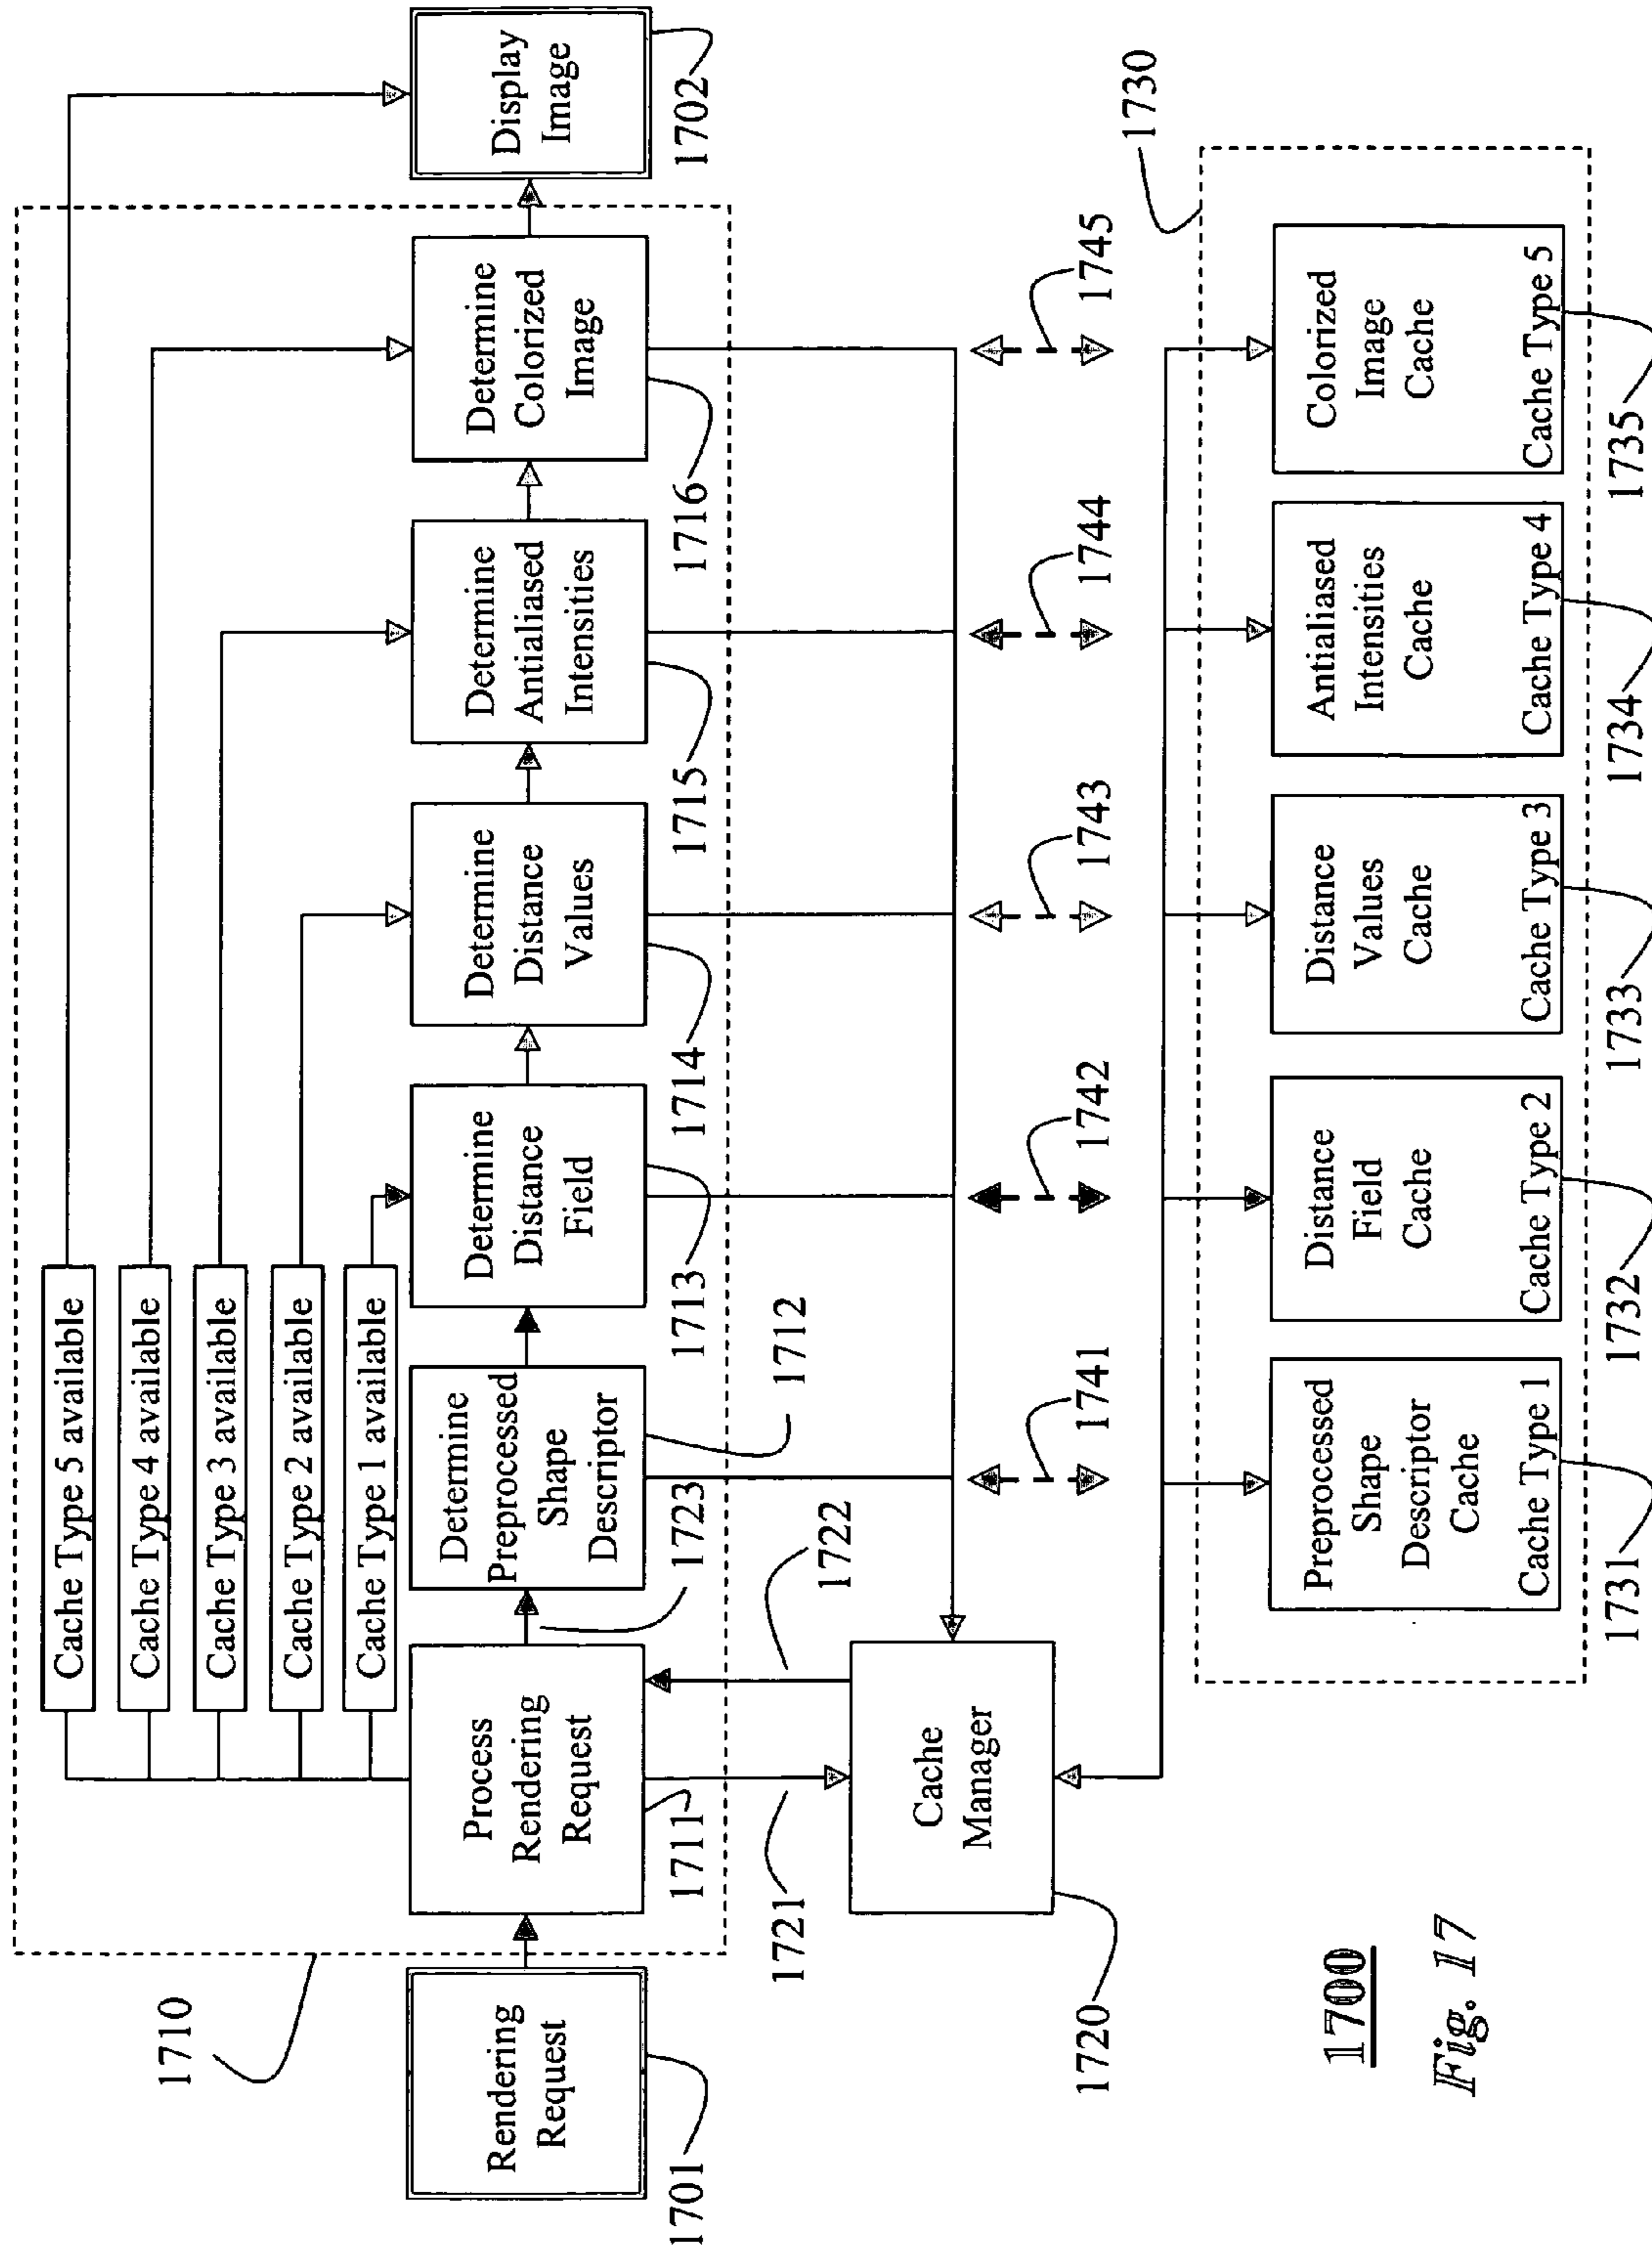 1710
Cache Type 5 available
Cache Type 4 available
Cache Type 3 available
Cache Type 2 available
Cache Type 1 available
Rendering
Request
1701
Process
Rendering
Request
1711
1723
Determine
Preprocessed
Shape
Descriptor
1712
Determine
Distance
Field
1713
Determine
Distance
Values
1714
Determine
Antialiased
Intensities
1715
Determine
Colorized
Image
1716
Display
Image
1702
1721
1722
Cache
Manager
1720
1741
1742
1743
1744
1745
1730
Preprocessed
Shape
Descriptor
Cache
Cache Type 1
1731
Distance
Field
Cache
Cache Type 2
1732
Distance
Values
Cache
Cache Type 3
1733
Antialiased
Intensities
Cache
Cache Type 4
1734
Colorized
Image
Cache
Cache Type 5
1735
1700
Fig. 17